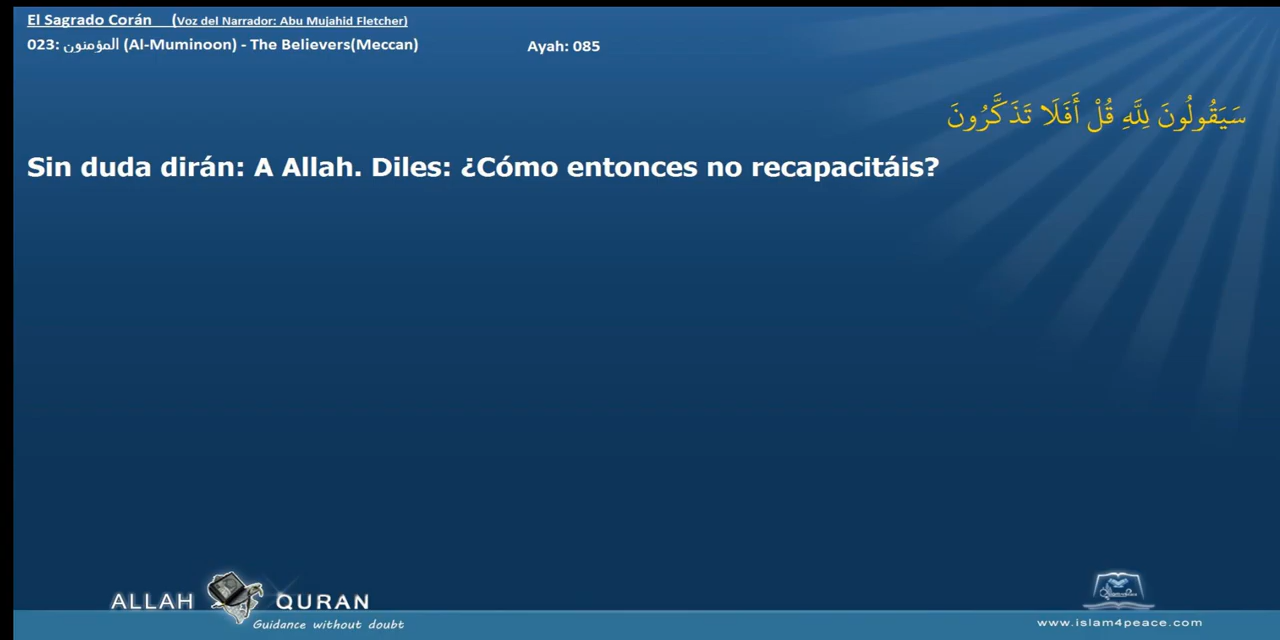 El Sagrado Corán (Voz del Narrador: Abu Mujahid Fletcher)
023: المؤمنون (Al-Muminoon) - The Believers(Meccan) Ayah: 085
سَيَقُولُونَ لِلَّهِ قُلْ أَفَلَا تَذَكَّرُونَ
Sin duda dirán: A Allah. Diles: ¿Cómo entonces no recapacitáis?
ALLAH QURAN
Guidance without doubt
www.islam4peace.com